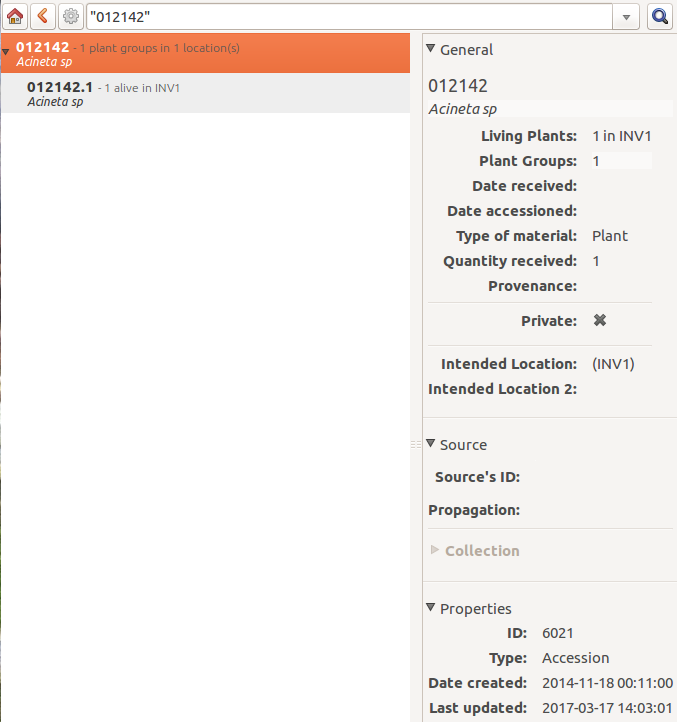 "012142"
012142 - 1 plant groups in 1 location(s)
Acineta sp
012142.1 - 1 alive in INV1
Acineta sp
General
012142
Acineta sp
Living Plants: 1 in INV1
Plant Groups: 1
Date received:
Date accessioned:
Type of material: Plant
Quantity received: 1
Provenance:
Private: ✖
Intended Location: (INV1)
Intended Location 2:
Source
Source's ID:
Propagation:
Collection
Properties
ID: 6021
Type: Accession
Date created: 2014-11-18 00:11:00
Last updated: 2017-03-17 14:03:01